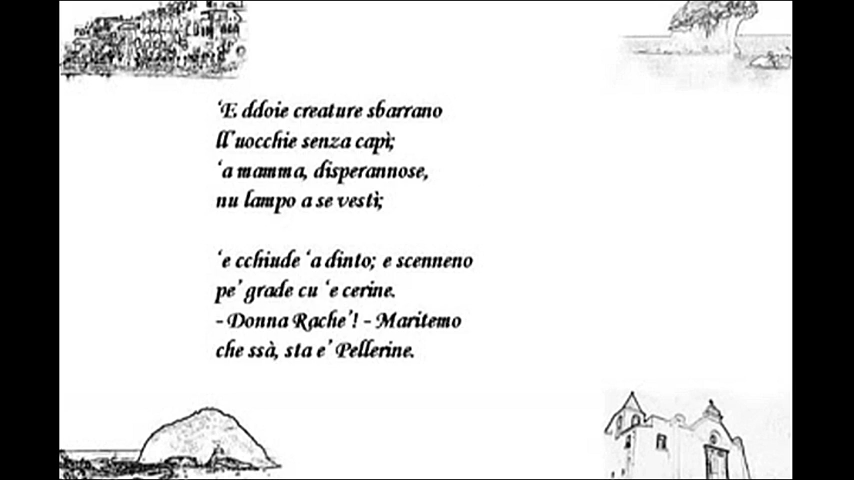 ‘E ddoie creature sbarrano
ll’uocchie senza capì;
‘a mamma, disperannose,
nu lampo a se vestì;
‘e cchiude ‘a dinto; e scenneno
pe’ grade cu ‘e cerine.
- Donna Rache’! - Maritemo
che ssà, sta e’ Pellerine.